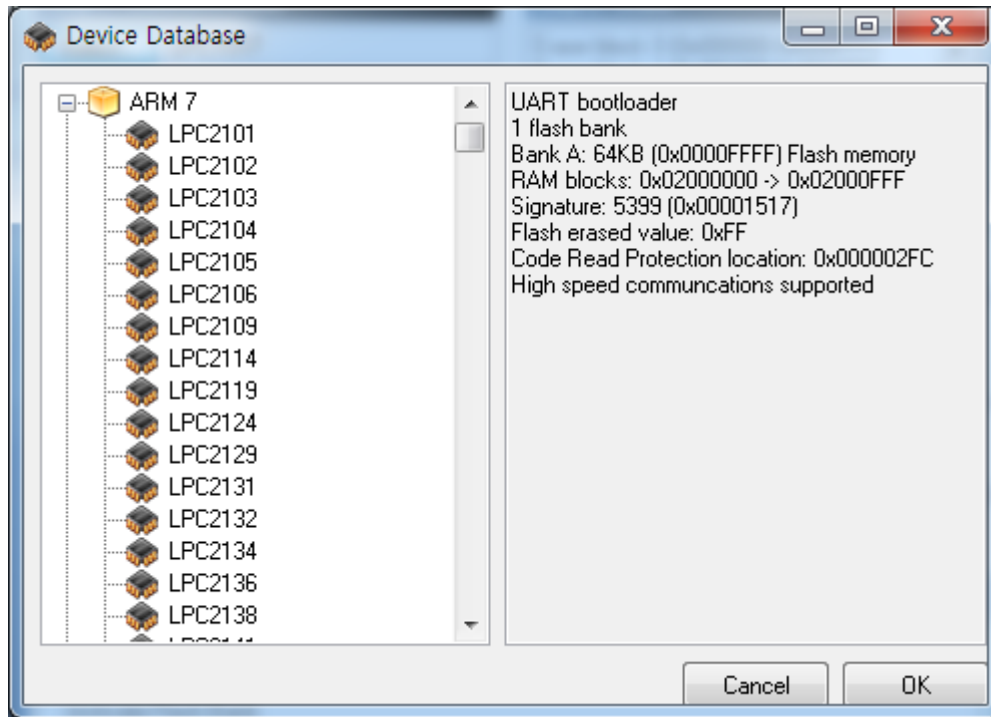 Device Database
ARM 7
LPC2101
LPC2102
LPC2103
LPC2104
LPC2105
LPC2106
LPC2109
LPC2114
LPC2119
LPC2124
LPC2129
LPC2131
LPC2132
LPC2134
LPC2136
LPC2138
UART bootloader
1 flash bank
Bank A: 64KB (0x0000FFFF) Flash memory
RAM blocks: 0x02000000 -> 0x02000FFF
Signature: 5399 (0x00001517)
Flash erased value: 0xFF
Code Read Protection location: 0x000002FC
High speed communcations supported
Cancel
OK